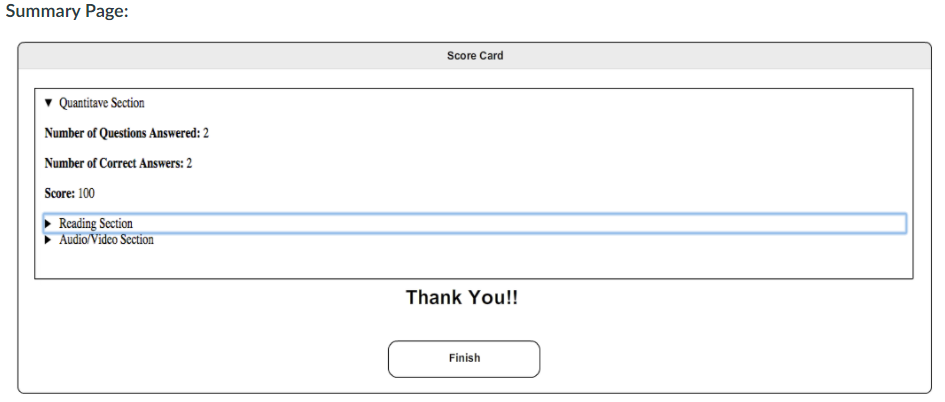 Summary Page:
Score Card
▼ Quantitave Section
Number of Questions Answered: 2
Number of Correct Answers: 2
Score: 100
▶ Reading Section
▶ Audio/Video Section
Thank You!!
Finish